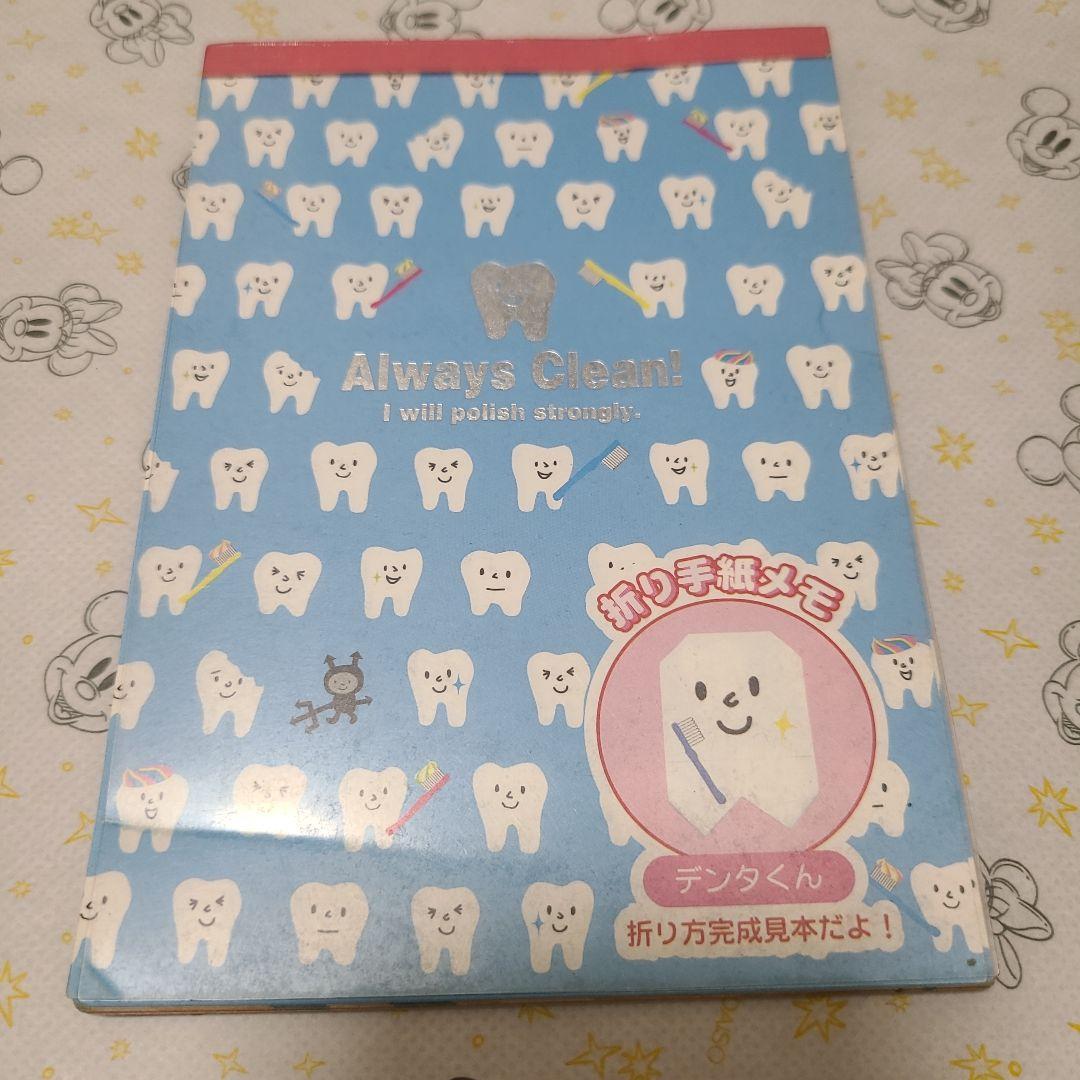 Always Clean!
I will polish strongly.
折り手紙メモ
デンタくん
折り方完成見本だよ！
DAISO